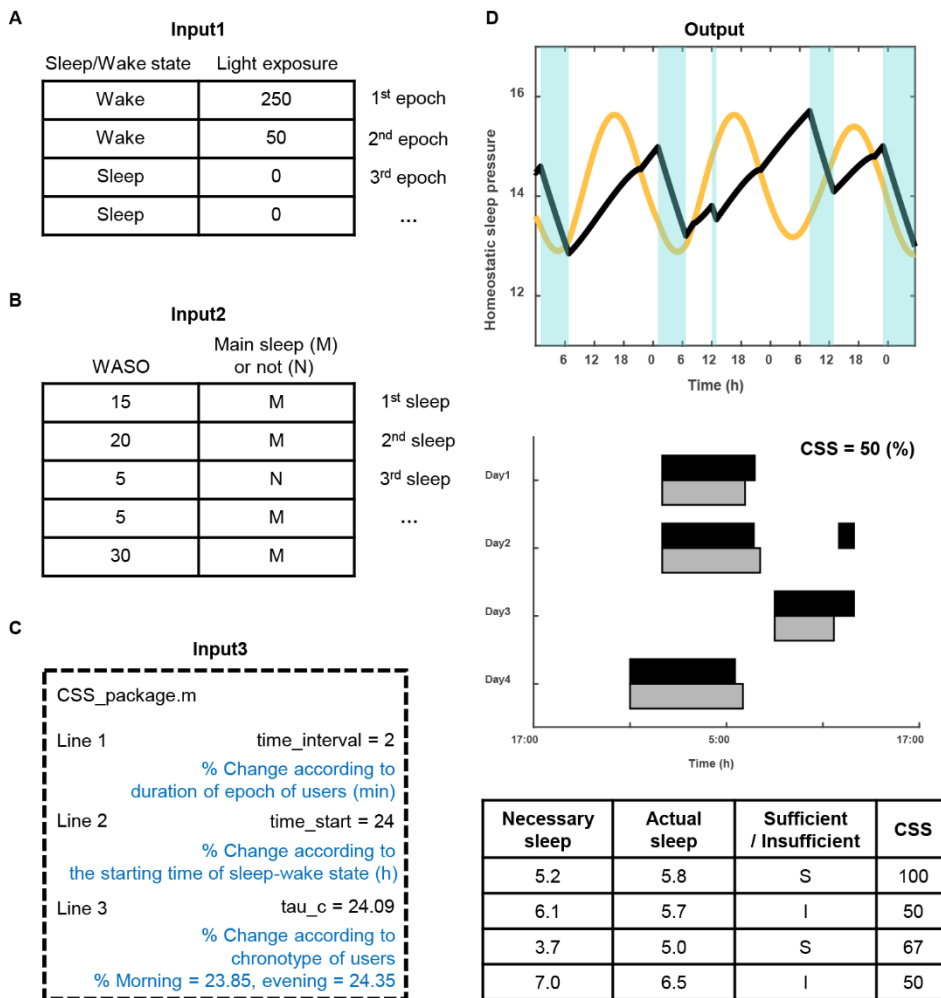 A
Input1
Sleep/Wake state Light exposure
Wake 250 1st epoch
Wake 50 2nd epoch
Sleep 0 3rd epoch
Sleep 0 ...
B
Input2
WASO Main sleep (M) or not (N)
15 M 1st sleep
20 M 2nd sleep
5 N 3rd sleep
5 M ...
30 M
C
Input3
CSS_package.m
Line 1 time_interval = 2
% Change according to
duration of epoch of users (min)
Line 2 time_start = 24
% Change according to
the starting time of sleep-wake state (h)
Line 3 tau_c = 24.09
% Change according to
chronotype of users
% Morning = 23.85, evening = 24.35
D
Output
Homeostatic sleep pressure
16
14
12
6 12 18 0 6 12 18 0 6 12 18 0
Time (h)
CSS = 50 (%)
Day1
Day2
Day3
Day4
17:00 5:00 17:00
Time (h)
Necessary sleep Actual sleep Sufficient / Insufficient CSS
5.2 5.8 S 100
6.1 5.7 I 50
3.7 5.0 S 67
7.0 6.5 I 50